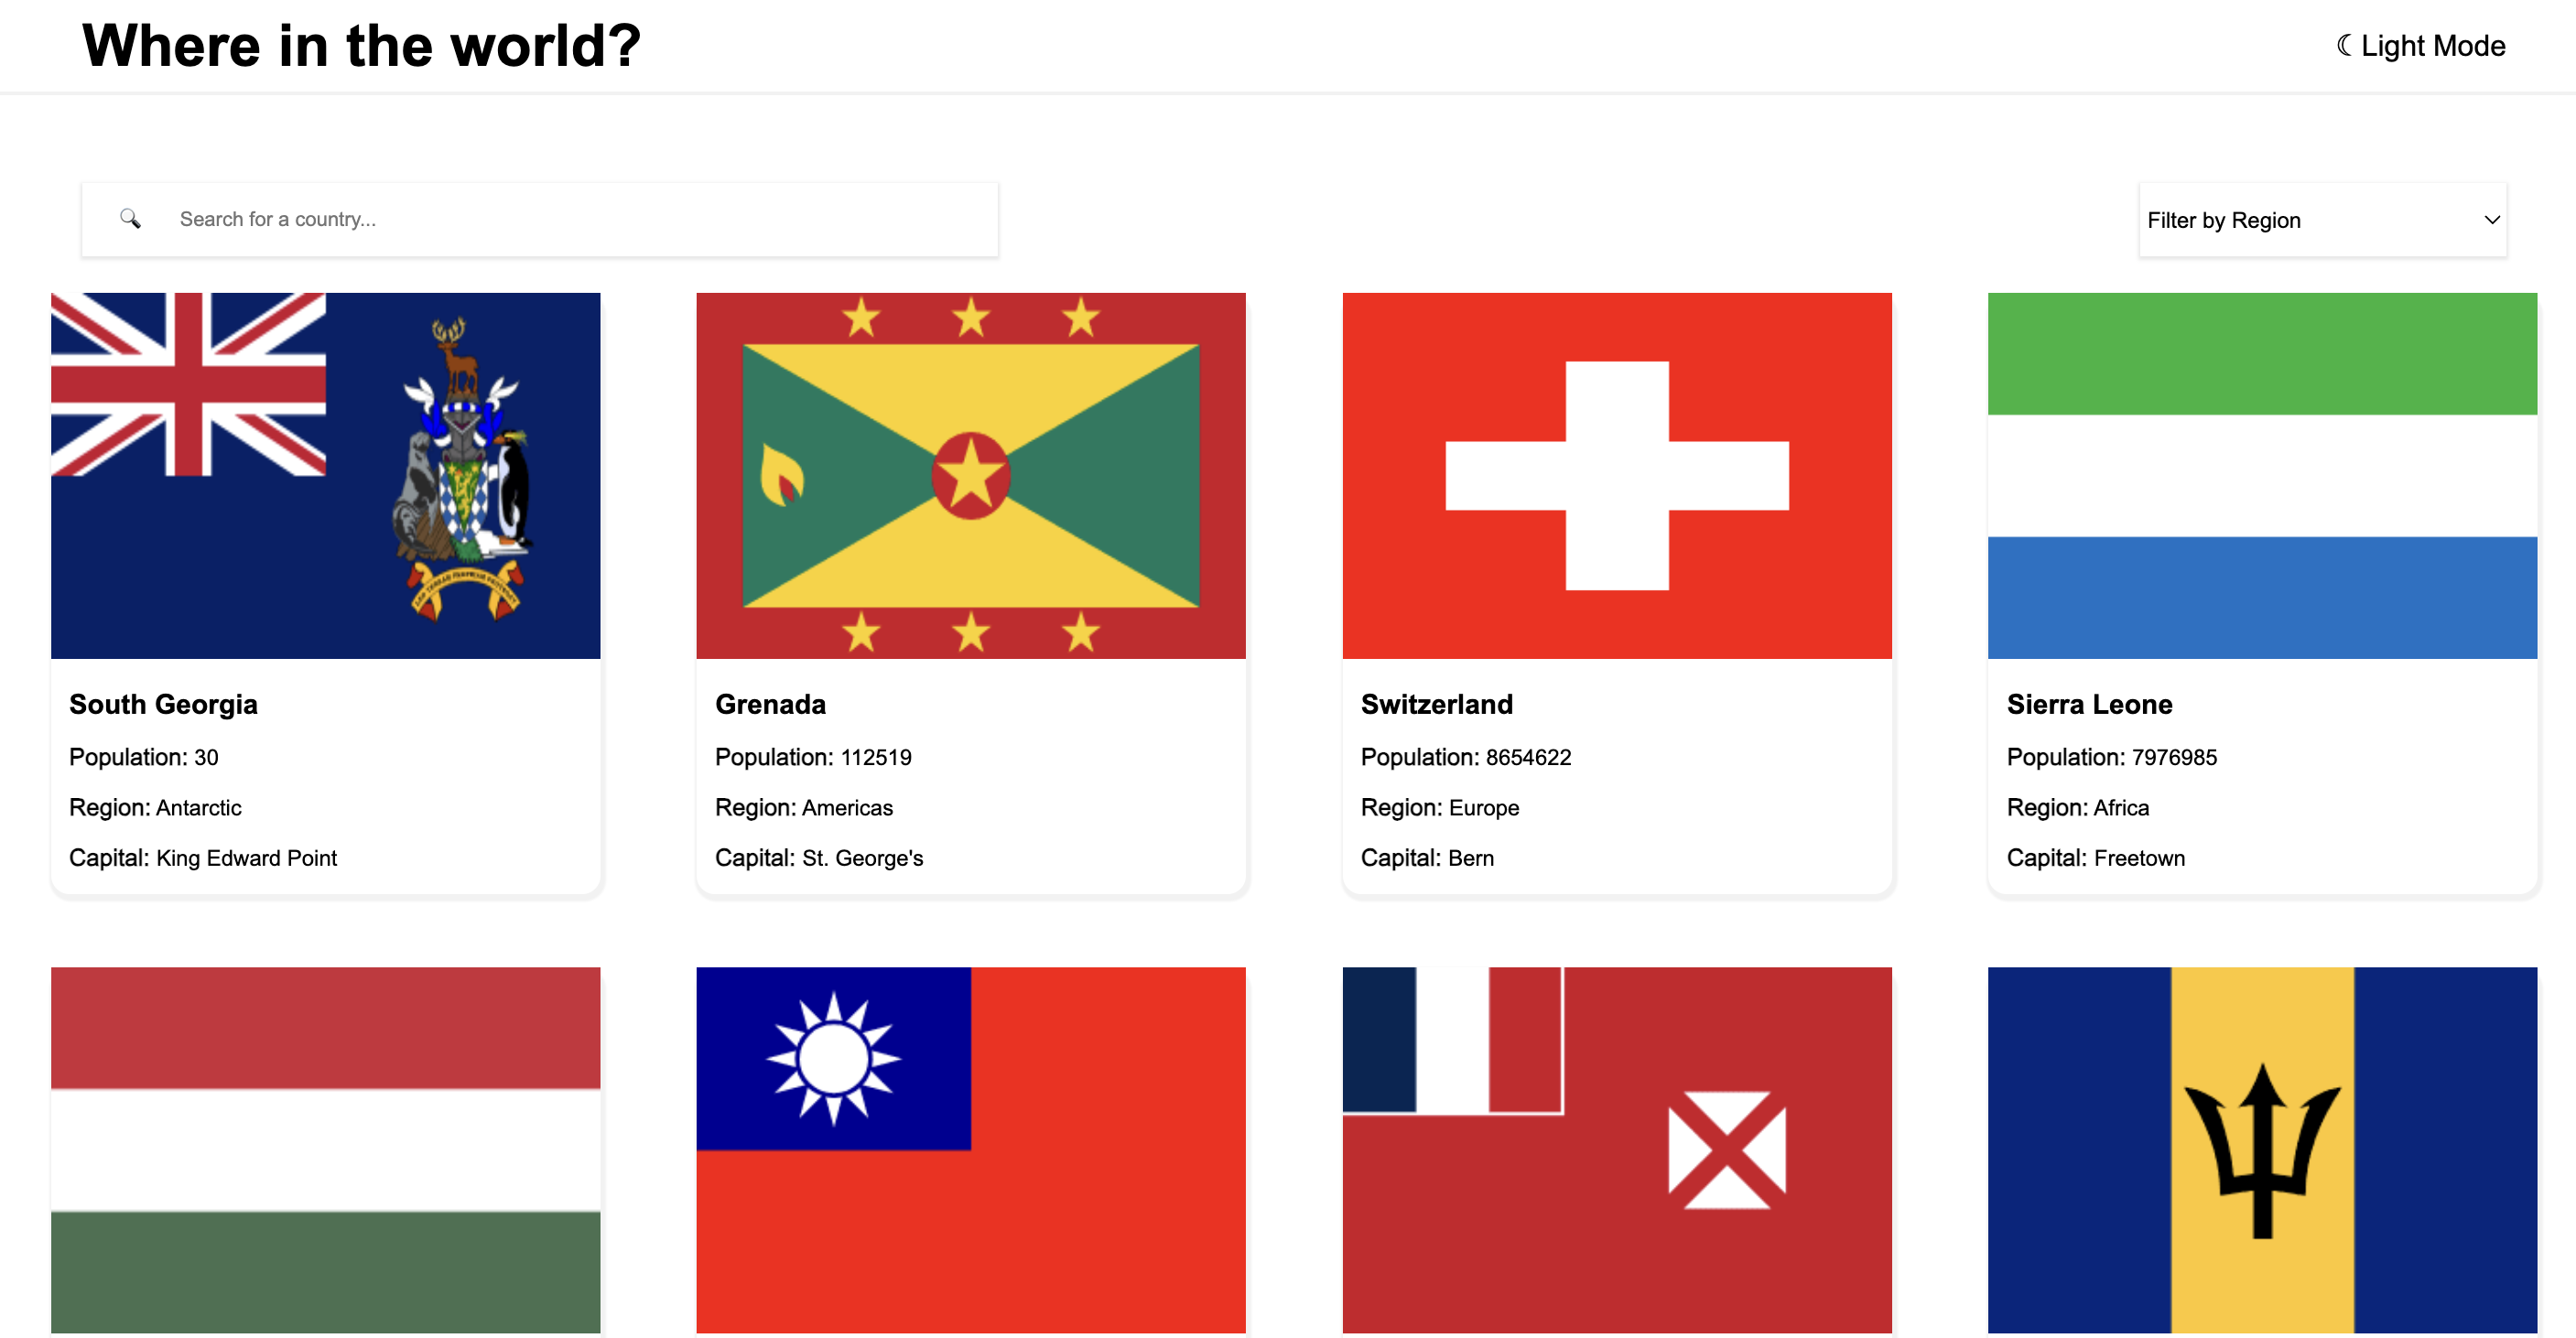 Where in the world?
☾ Light Mode
Search for a country...
Filter by Region
South Georgia
Population: 30
Region: Antarctic
Capital: King Edward Point
Grenada
Population: 112519
Region: Americas
Capital: St. George's
Switzerland
Population: 8654622
Region: Europe
Capital: Bern
Sierra Leone
Population: 7976985
Region: Africa
Capital: Freetown